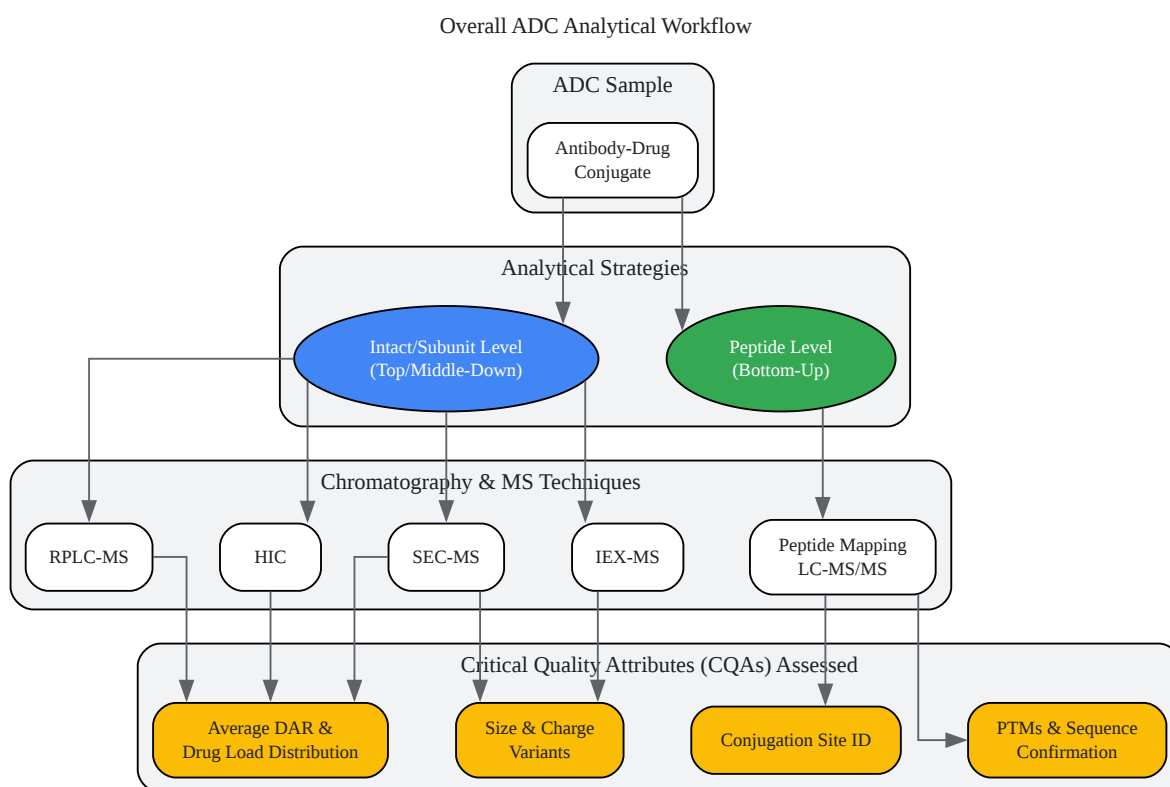 Overall ADC Analytical Workflow
ADC Sample
Antibody-Drug
Conjugate
Analytical Strategies
Intact/Subunit Level
(Top/Middle-Down)
Peptide Level
(Bottom-Up)
Chromatography & MS Techniques
RPLC-MS
HIC
SEC-MS
IEX-MS
Peptide Mapping
LC-MS/MS
Critical Quality Attributes (CQAs) Assessed
Average DAR &
Drug Load Distribution
Size & Charge
Variants
Conjugation Site ID
PTMs & Sequence
Confirmation